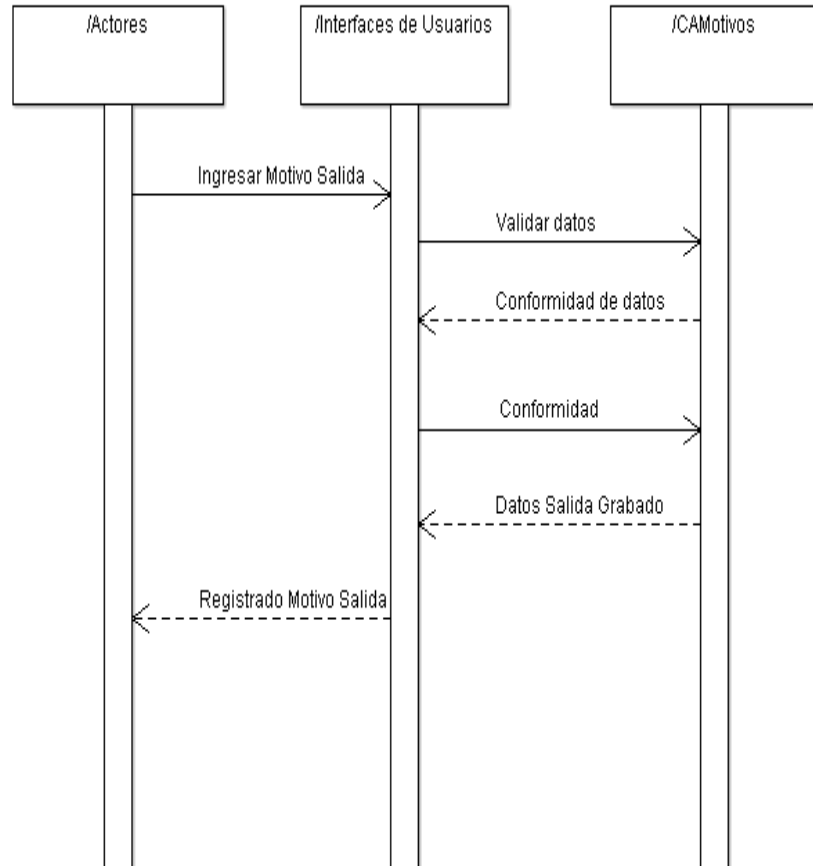 /Actores
/Interfaces de Usuarios
/CAMotivos
Ingresar Motivo Salida
Validar datos
Conformidad de datos
Conformidad
Datos Salida Grabado
Registrado Motivo Salida